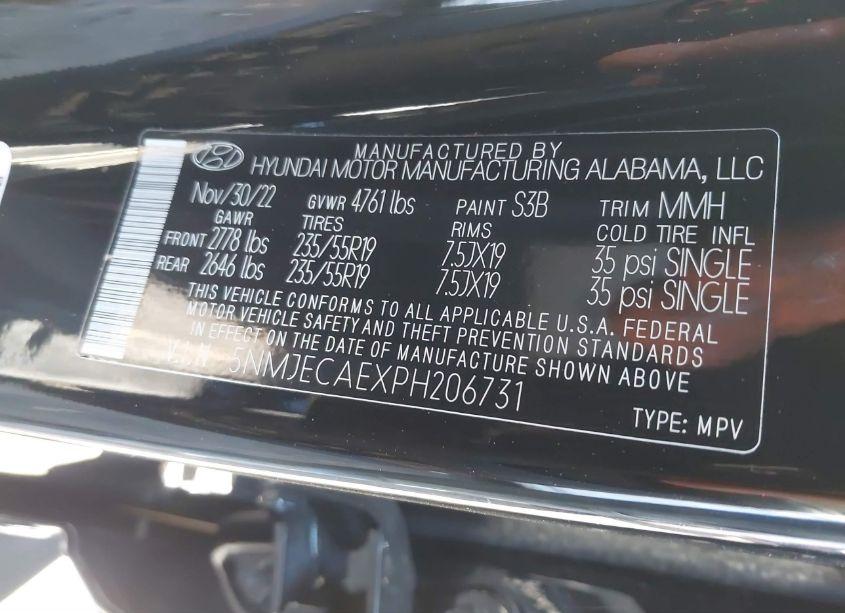 MANUFACTURED BY
HYUNDAI MOTOR MANUFACTURING ALABAMA, LLC
Nov/30/22 GVWR 4761 lbs PAINT S3B TRIM MMH
GAWR TIRES RIMS COLD TIRE INFL
FRONT 2778 lbs 235/55R19 7.5JX19 35 psi SINGLE
REAR 2646 lbs 235/55R19 7.5JX19 35 psi SINGLE
THIS VEHICLE CONFORMS TO ALL APPLICABLE U.S.A. FEDERAL
MOTOR VEHICLE SAFETY AND THEFT PREVENTION STANDARDS
IN EFFECT ON THE DATE OF MANUFACTURE SHOWN ABOVE
V.I.N 5NMJECAEXPH206731
TYPE: MPV